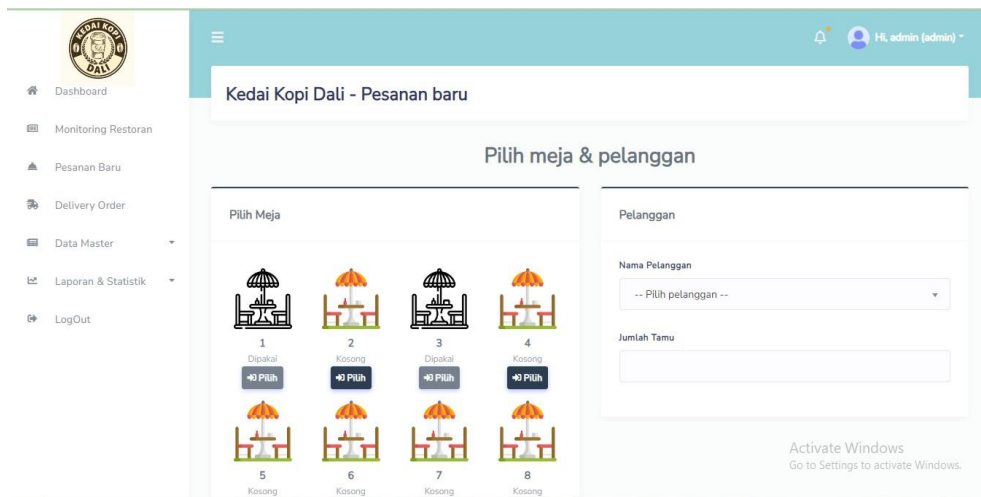 KEDAI KOPI
DALI
Hi, admin (admin)
Dashboard
Kedai Kopi Dali - Pesanan baru
Monitoring Restoran
Pesanan Baru
Delivery Order
Data Master
Laporan & Statistik
LogOut
Pilih meja & pelanggan
Pilih Meja
1 2 3 4
Dipakai Kosong Dipakai Kosong
Pilih Pilih Pilih Pilih
5 6 7 8
Kosong Kosong Kosong Kosong
Pelanggan
Nama Pelanggan
-- Pilih pelanggan --
Jumlah Tamu
Activate Windows
Go to Settings to activate Windows.